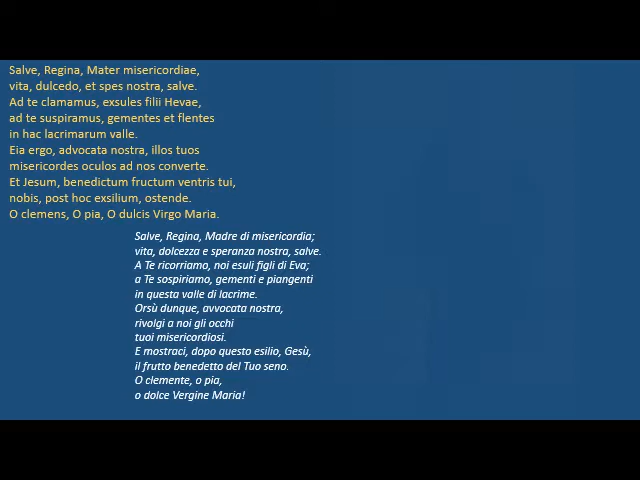 Salve, Regina, Mater misericordiae,
vita, dulcedo, et spes nostra, salve.
Ad te clamamus, exsules filii Hevae,
ad te suspiramus, gementes et flentes
in hac lacrimarum valle.
Eia ergo, advocata nostra, illos tuos
misericordes oculos ad nos converte.
Et Jesum, benedictum fructum ventris tui,
nobis, post hoc exsilium, ostende.
O clemens, O pia, O dulcis Virgo Maria.
Salve, Regina, Madre di misericordia;
vita, dolcezza e speranza nostra, salve.
A Te ricorriamo, noi esuli figli di Eva;
a Te sospiriamo, gementi e piangenti
in questa valle di lacrime.
Orsù dunque, avvocata nostra,
rivolgi a noi gli occhi
tuoi misericordiosi.
E mostraci, dopo questo esilio, Gesù,
il frutto benedetto del Tuo seno.
O clemente, o pia,
o dolce Vergine Maria!